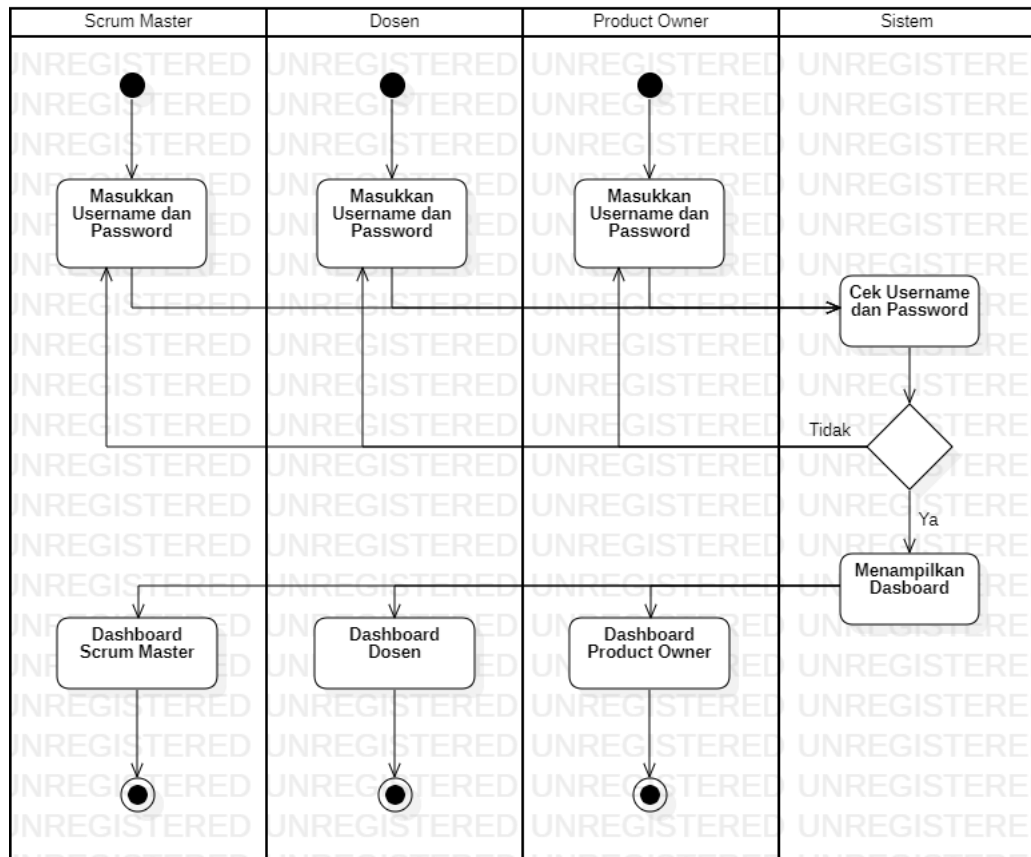 Scrum Master
Dosen
Product Owner
Sistem
Masukkan
Username dan
Password
Masukkan
Username dan
Password
Masukkan
Username dan
Password
Cek Username
dan Password
Tidak
Ya
Menampilkan
Dasboard
Dashboard
Scrum Master
Dashboard
Dosen
Dashboard
Product Owner
UNREGISTERED